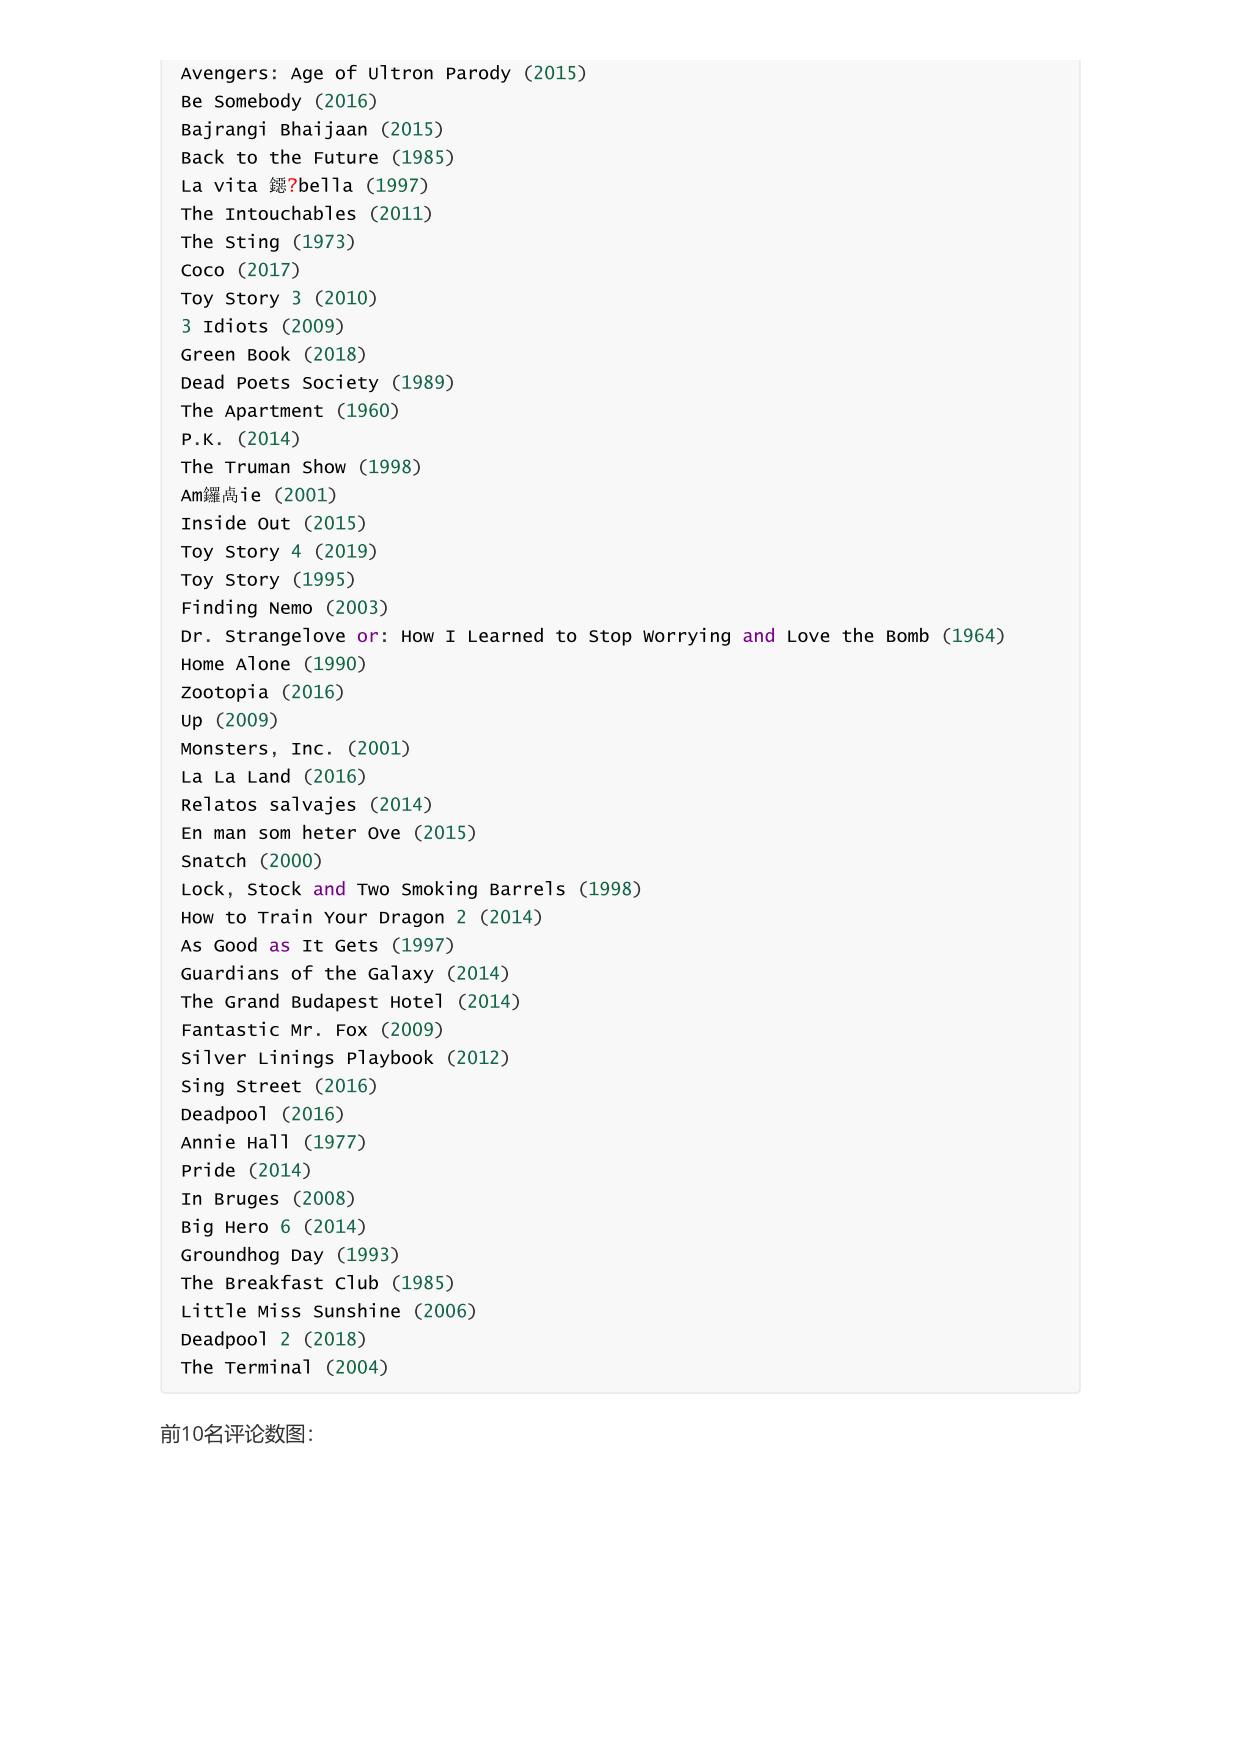 Avengers: Age of Ultron Parody (2015)
Be Somebody (2016)
Bajrangi Bhaijaan (2015)
Back to the Future (1985)
La vita 鑻?bella (1997)
The Intouchables (2011)
The Sting (1973)
Coco (2017)
Toy Story 3 (2010)
3 Idiots (2009)
Green Book (2018)
Dead Poets Society (1989)
The Apartment (1960)
P.K. (2014)
The Truman Show (1998)
Am鑼卨ie (2001)
Inside Out (2015)
Toy Story 4 (2019)
Toy Story (1995)
Finding Nemo (2003)
Dr. Strangelove or: How I Learned to Stop Worrying and Love the Bomb (1964)
Home Alone (1990)
Zootopia (2016)
Up (2009)
Monsters, Inc. (2001)
La La Land (2016)
Relatos salvajes (2014)
En man som heter Ove (2015)
Snatch (2000)
Lock, Stock and Two Smoking Barrels (1998)
How to Train Your Dragon 2 (2014)
As Good as It Gets (1997)
Guardians of the Galaxy (2014)
The Grand Budapest Hotel (2014)
Fantastic Mr. Fox (2009)
Silver Linings Playbook (2012)
Sing Street (2016)
Deadpool (2016)
Annie Hall (1977)
Pride (2014)
In Bruges (2008)
Big Hero 6 (2014)
Groundhog Day (1993)
The Breakfast Club (1985)
Little Miss Sunshine (2006)
Deadpool 2 (2018)
The Terminal (2004)
前10名评论数图：